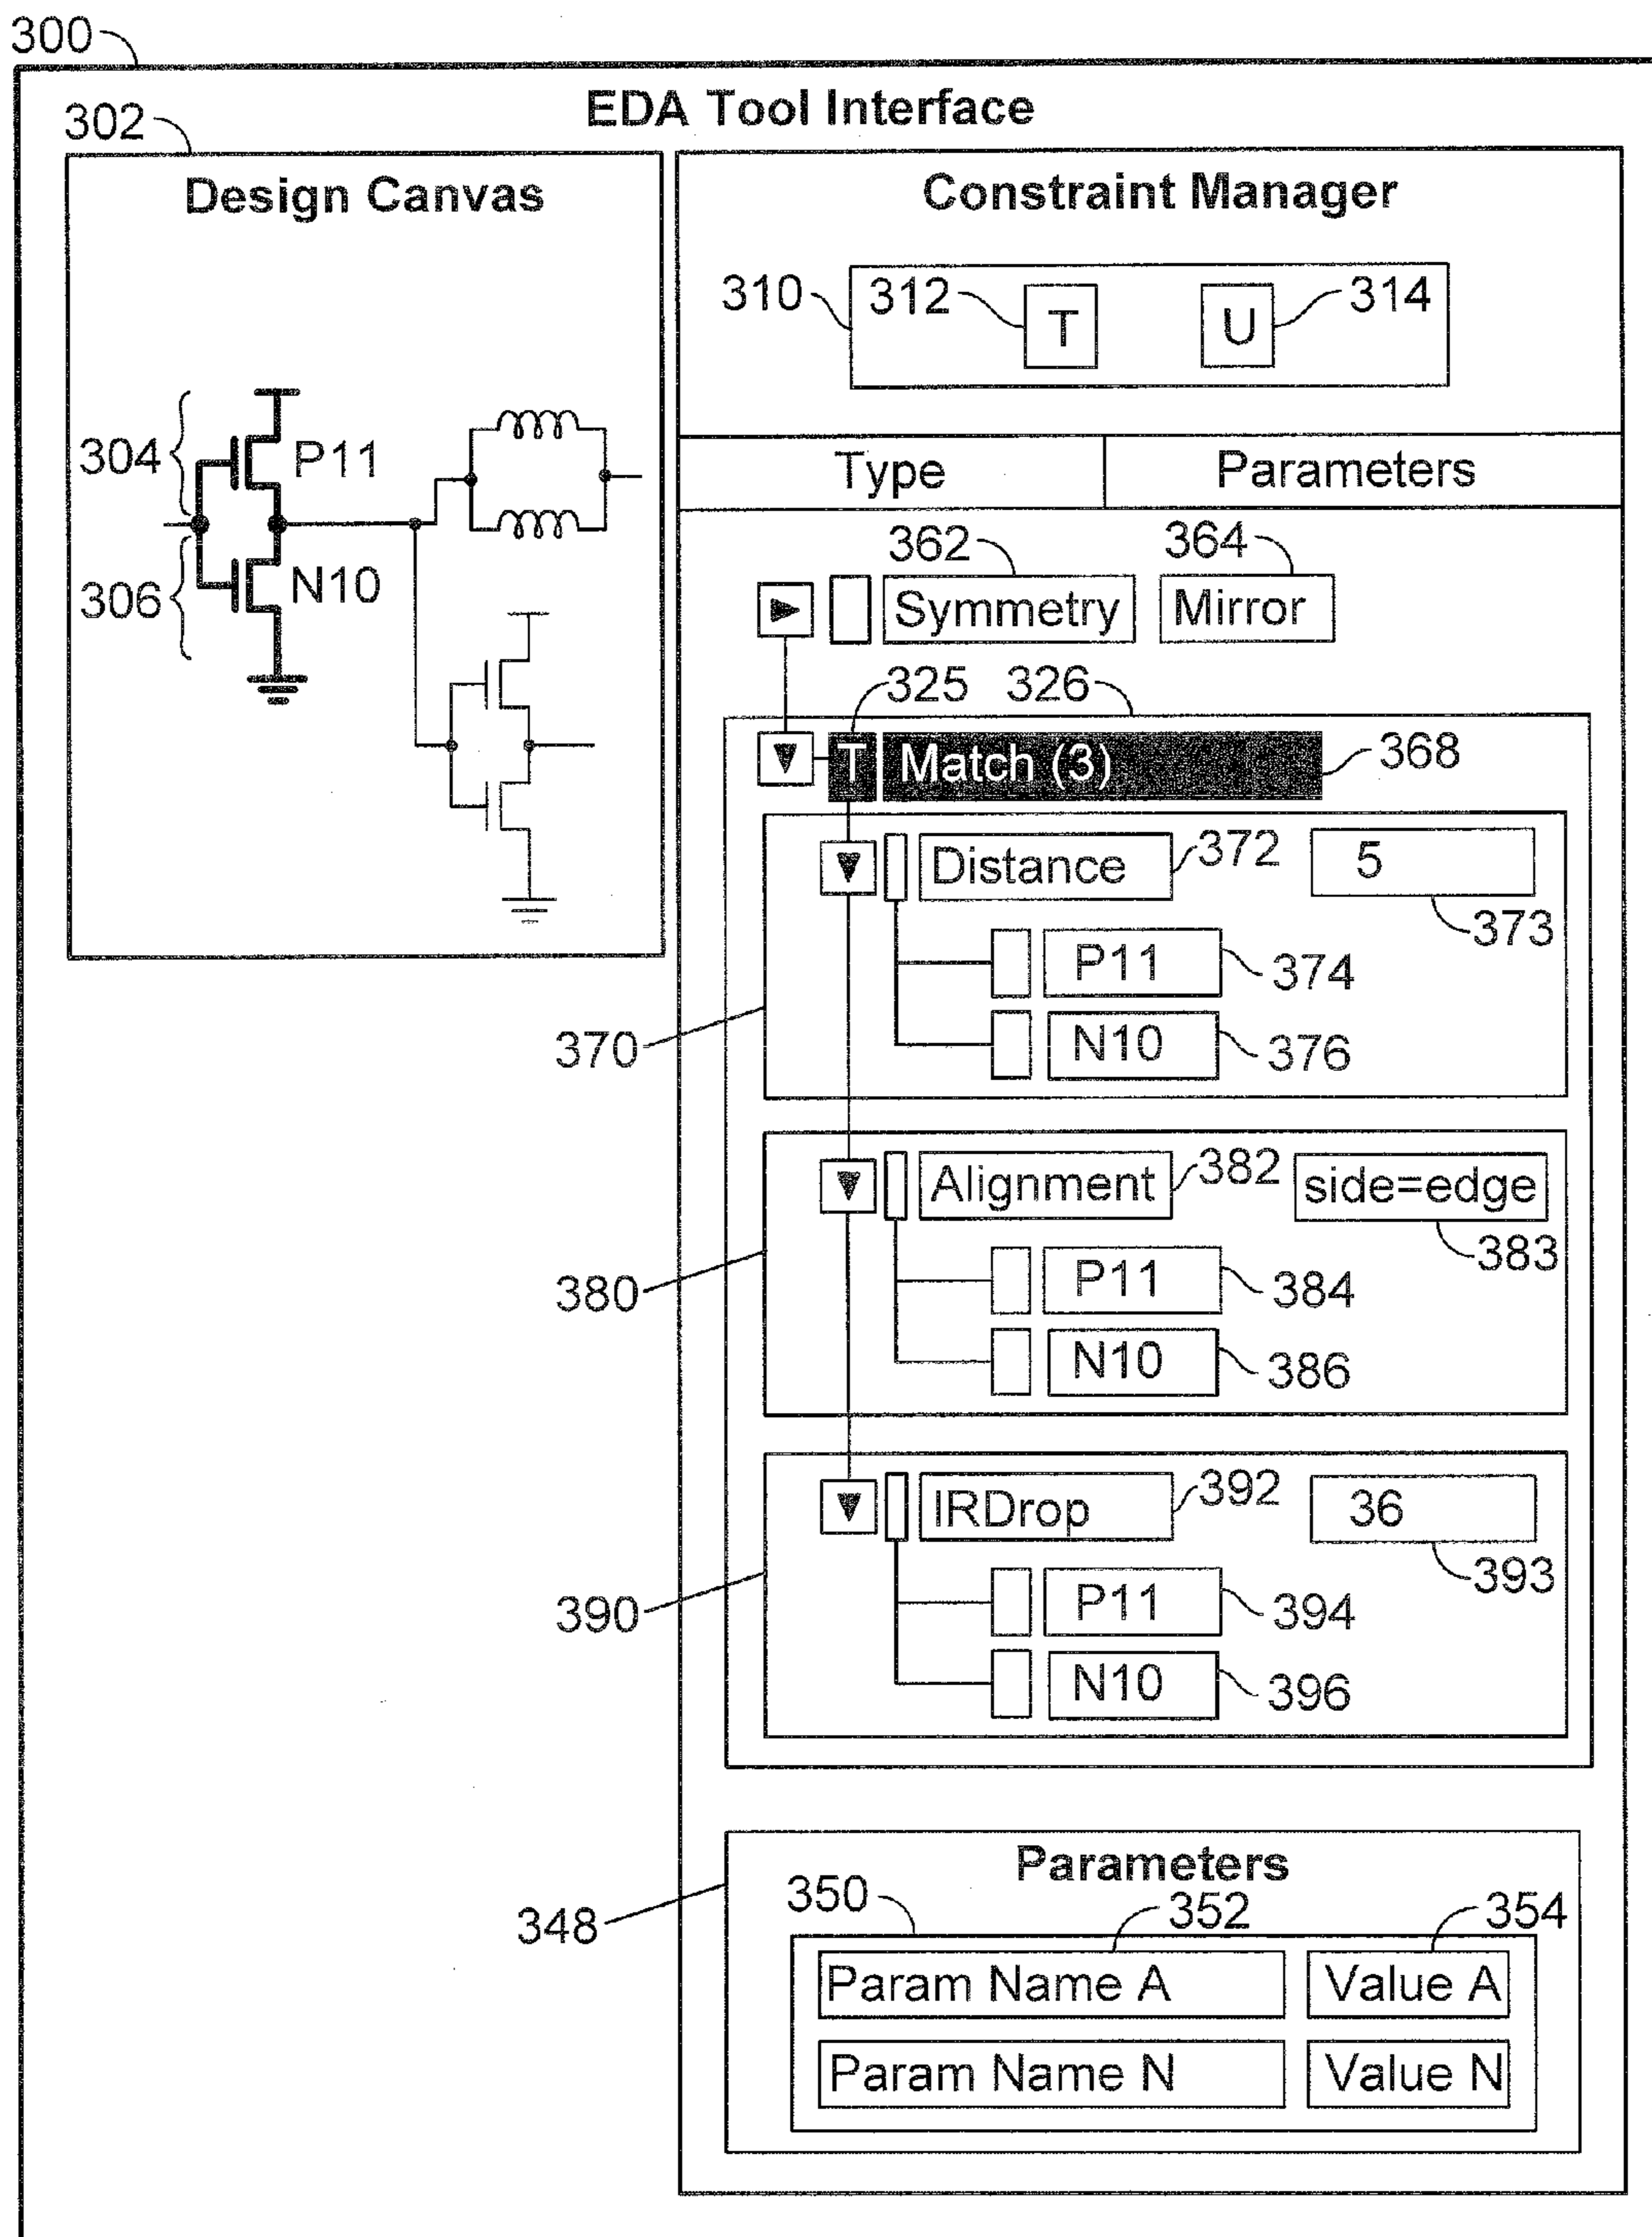 300
EDA Tool Interface
302
Design Canvas
304
P11
306
N10
Constraint Manager
310
312
T
U
314
Type
Parameters
362
364
Symmetry
Mirror
325
326
T
Match (3)
368
Distance
372
5
373
P11
374
N10
376
370
Alignment
382
side=edge
383
P11
384
N10
386
380
IRDrop
392
36
393
P11
394
N10
396
390
Parameters
350
352
354
348
Param Name A
Value A
Param Name N
Value N